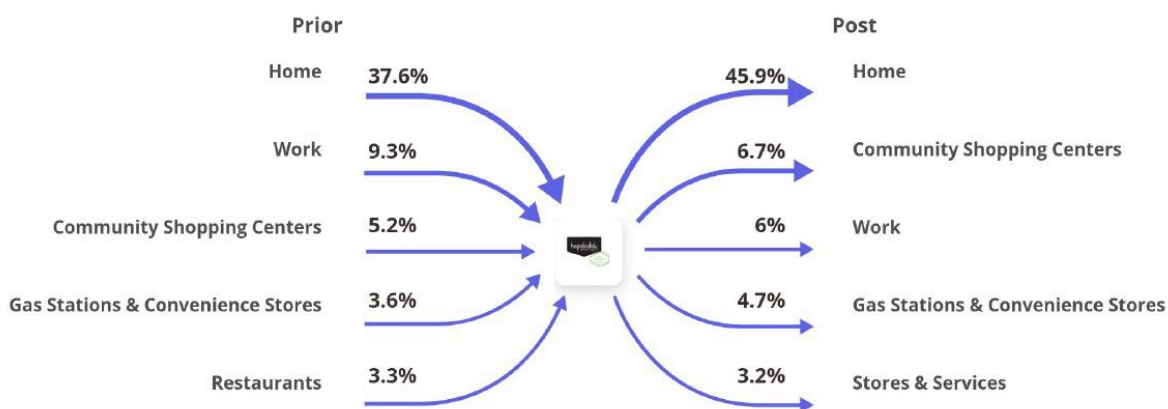 Prior
Post
Home
37.6%
45.9%
Home
Work
9.3%
6.7%
Community Shopping Centers
Community Shopping Centers
5.2%
6%
Work
Gas Stations & Convenience Stores
3.6%
4.7%
Gas Stations & Convenience Stores
Restaurants
3.3%
3.2%
Stores & Services